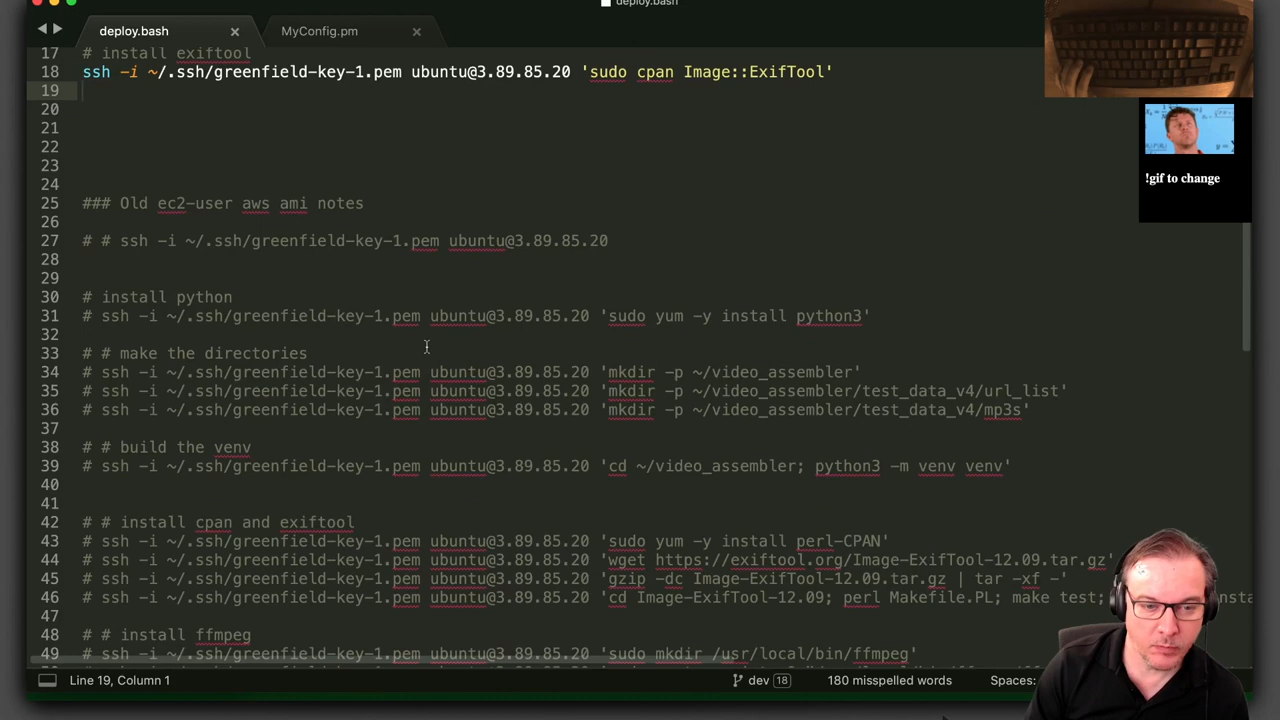 deploy.bash
deploy.bash
MyConfig.pm
17 # install exiftool
18 ssh -i ~/.ssh/greenfield-key-1.pem ubuntu@3.89.85.20 'sudo cpan Image::ExifTool'
19
20
21
22
23
24
25 ### Old ec2-user aws ami notes
26
27 # # ssh -i ~/.ssh/greenfield-key-1.pem ubuntu@3.89.85.20
28
29
30 # install python
31 # ssh -i ~/.ssh/greenfield-key-1.pem ubuntu@3.89.85.20 'sudo yum -y install python3'
32
33 # # make the directories
34 # ssh -i ~/.ssh/greenfield-key-1.pem ubuntu@3.89.85.20 'mkdir -p ~/video_assembler'
35 # ssh -i ~/.ssh/greenfield-key-1.pem ubuntu@3.89.85.20 'mkdir -p ~/video_assembler/test_data_v4/url_list'
36 # ssh -i ~/.ssh/greenfield-key-1.pem ubuntu@3.89.85.20 'mkdir -p ~/video_assembler/test_data_v4/mp3s'
37
38 # # build the venv
39 # ssh -i ~/.ssh/greenfield-key-1.pem ubuntu@3.89.85.20 'cd ~/video_assembler; python3 -m venv venv'
40
41
42 # # install cpan and exiftool
43 # ssh -i ~/.ssh/greenfield-key-1.pem ubuntu@3.89.85.20 'sudo yum -y install perl-CPAN'
44 # ssh -i ~/.ssh/greenfield-key-1.pem ubuntu@3.89.85.20 'wget https://exiftool.org/Image-ExifTool-12.09.tar.gz'
45 # ssh -i ~/.ssh/greenfield-key-1.pem ubuntu@3.89.85.20 'gzip -dc Image-ExifTool-12.09.tar.gz | tar -xf -'
46 # ssh -i ~/.ssh/greenfield-key-1.pem ubuntu@3.89.85.20 'cd Image-ExifTool-12.09; perl Makefile.PL; make test;
47
48 # # install ffmpeg
49 # ssh -i ~/.ssh/greenfield-key-1.pem ubuntu@3.89.85.20 'sudo mkdir /usr/local/bin/ffmpeg'
!gif to change
Line 19, Column 1
dev 18
180 misspelled words
Spaces: